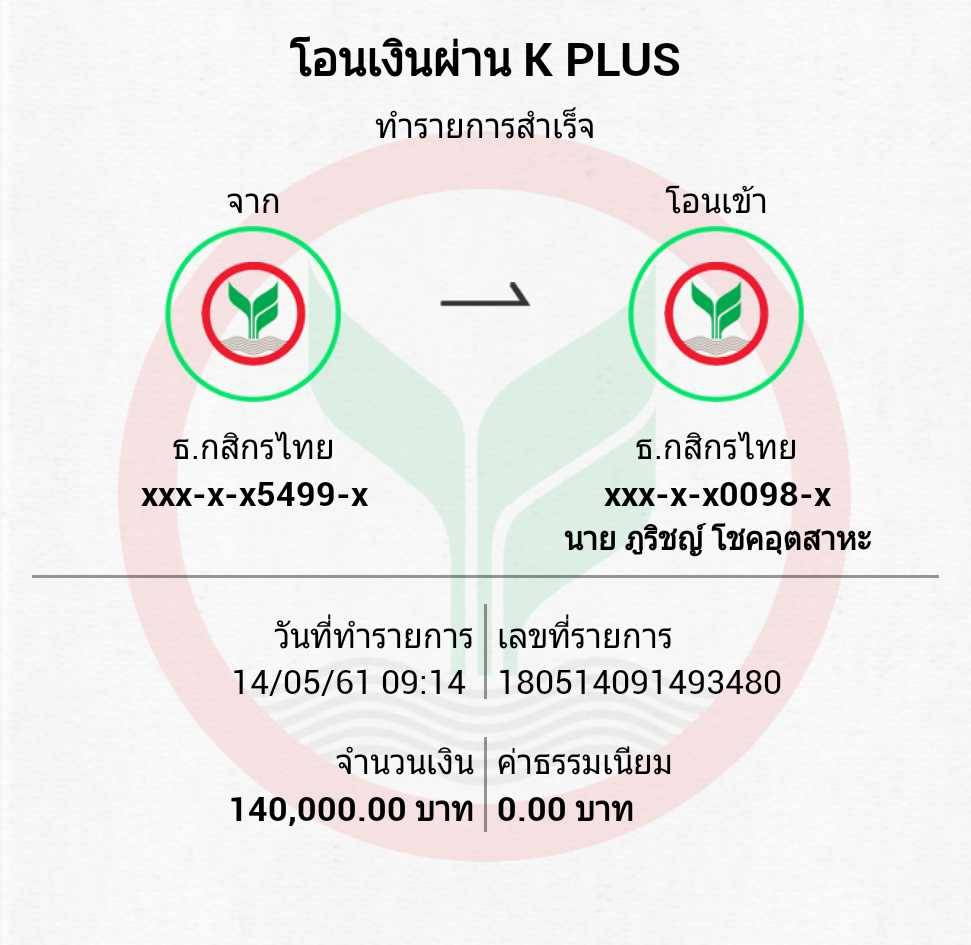 โอนเงินผ่าน K PLUS
ทำรายการสำเร็จ
จาก
โอนเข้า
ธ.กสิกรไทย
xxx-x-x5499-x
ธ.กสิกรไทย
xxx-x-x0098-x
นาย ภูริชญ์ โชคอุตสาหะ
วันที่ทำรายการ
14/05/61 09:14
เลขที่รายการ
180514091493480
จำนวนเงิน
140,000.00 บาท
ค่าธรรมเนียม
0.00 บาท